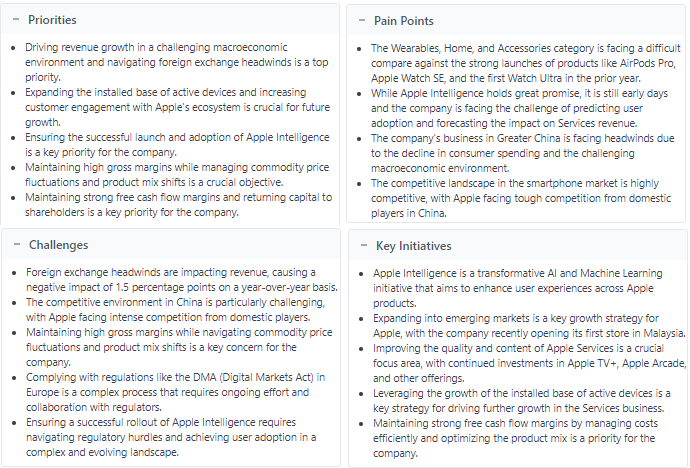 Priorities
Driving revenue growth in a challenging macroeconomic
environment and navigating foreign exchange headwinds is a top
priority.
Expanding the installed base of active devices and increasing
customer engagement with Apple's ecosystem is crucial for future
growth.
Ensuring the successful launch and adoption of Apple Intelligence
is a key priority for the company.
Maintaining high gross margins while managing commodity price
fluctuations and product mix shifts is a crucial objective.
Maintaining strong free cash flow margins and returning capital to
shareholders is a key priority for the company.
Pain Points
The Wearables, Home, and Accessories category is facing a difficult
compare against the strong launches of products like AirPods Pro,
Apple Watch SE, and the first Watch Ultra in the prior year.
While Apple Intelligence holds great promise, it is still early days
and the company is facing the challenge of predicting user
adoption and forecasting the impact on Services revenue.
The company's business in Greater China is facing headwinds due
to the decline in consumer spending and the challenging
macroeconomic environment.
The competitive landscape in the smartphone market is highly
competitive, with Apple facing tough competition from domestic
players in China.
Challenges
Foreign exchange headwinds are impacting revenue, causing a
negative impact of 1.5 percentage points on a year-over-year basis.
The competitive environment in China is particularly challenging,
with Apple facing intense competition from domestic players.
Maintaining high gross margins while navigating commodity price
fluctuations and product mix shifts is a key concern for the
company.
Complying with regulations like the DMA (Digital Markets Act) in
Europe is a complex process that requires ongoing effort and
collaboration with regulators.
Ensuring a successful rollout of Apple Intelligence requires
navigating regulatory hurdles and achieving user adoption in a
complex and evolving landscape.
Key Initiatives
Apple Intelligence is a transformative AI and Machine Learning
initiative that aims to enhance user experiences across Apple
products.
Expanding into emerging markets is a key growth strategy for
Apple, with the company recently opening its first store in Malaysia.
Improving the quality and content of Apple Services is a crucial
focus area, with continued investments in Apple TV+, Apple Arcade,
and other offerings.
Leveraging the growth of the installed base of active devices is a
key strategy for driving further growth in the Services business.
Maintaining strong free cash flow margins by managing costs
efficiently and optimizing the product mix is a priority for the
company.